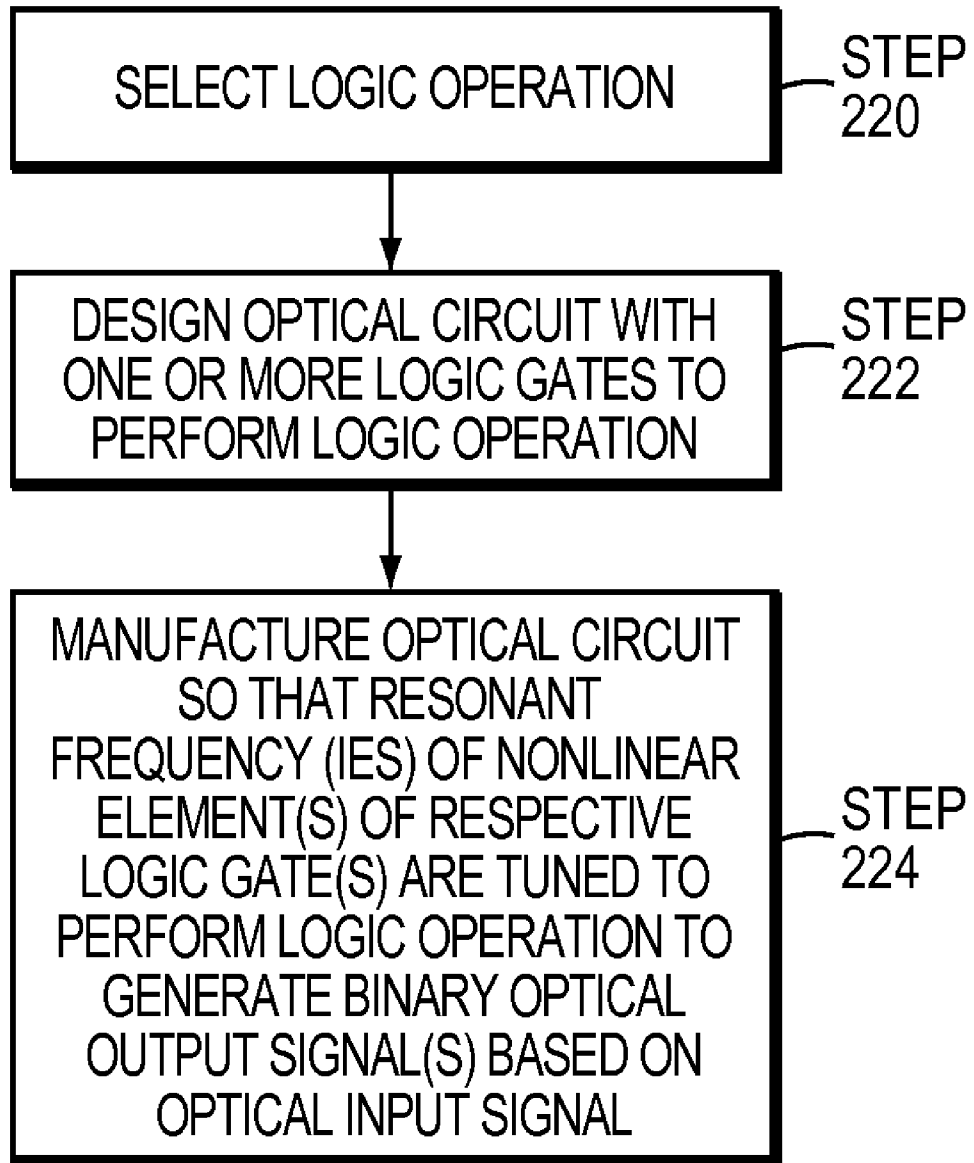 SELECT LOGIC OPERATION
STEP
220
DESIGN OPTICAL CIRCUIT WITH
ONE OR MORE LOGIC GATES TO
PERFORM LOGIC OPERATION
STEP
222
MANUFACTURE OPTICAL CIRCUIT
SO THAT RESONANT
FREQUENCY (IES) OF NONLINEAR
ELEMENT(S) OF RESPECTIVE
LOGIC GATE(S) ARE TUNED TO
PERFORM LOGIC OPERATION TO
GENERATE BINARY OPTICAL
OUTPUT SIGNAL(S) BASED ON
OPTICAL INPUT SIGNAL
STEP
224